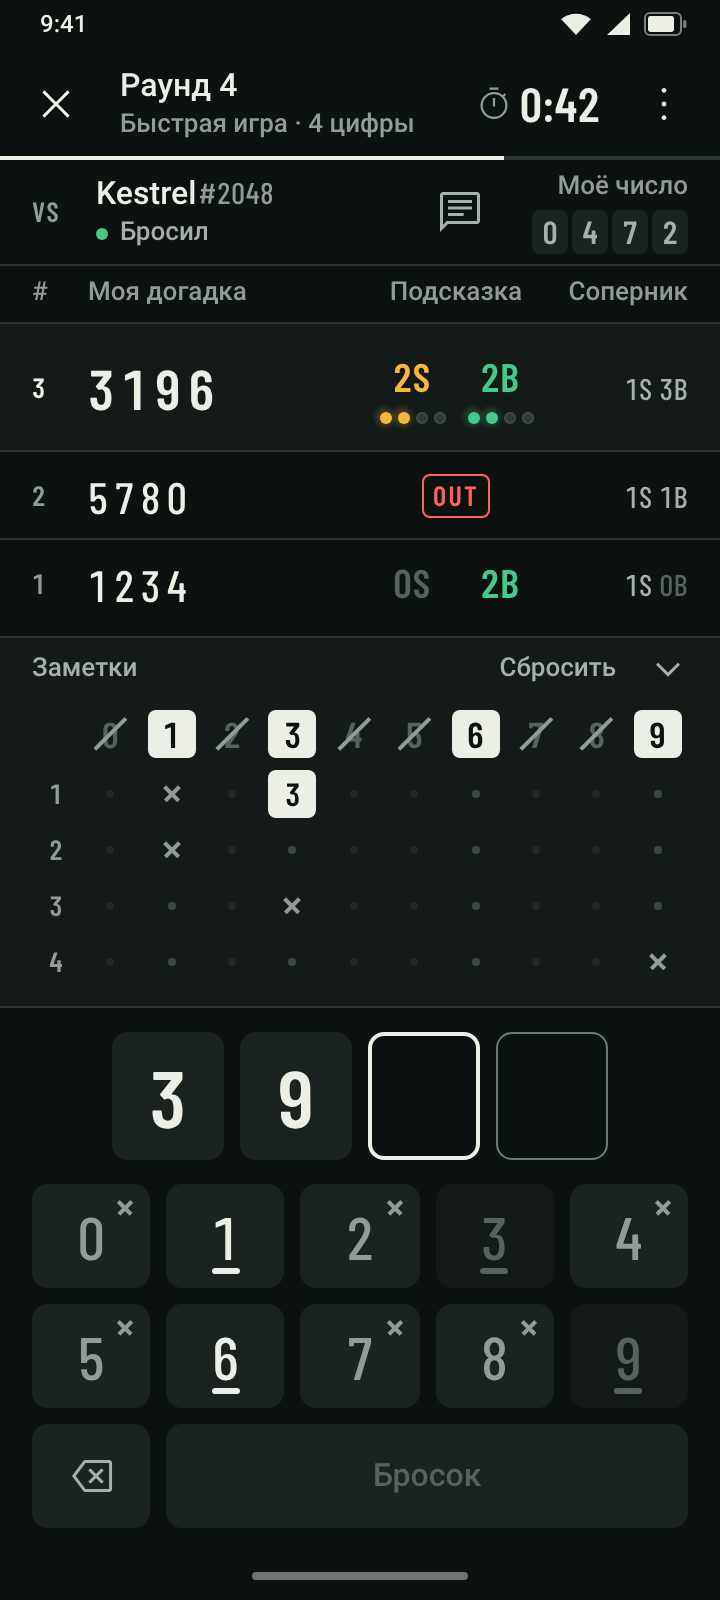 9:41
Раунд 4
Быстрая игра · 4 цифры
0:42
VS
Kestrel#2048
Бросил
Моё число
0 4 7 2
# Моя догадка Подсказка Соперник
3 3196 2S 2B 1S 3B
2 5780 OUT 1S 1B
1 1234 0S 2B 1S 0B
Заметки Сбросить
0 1 2 3 4 5 6 7 8 9
1 × 3
2 ×
3 ×
4 ×
3 9
0 × 1 2 × 3 4 ×
5 × 6 7 × 8 × 9
Бросок